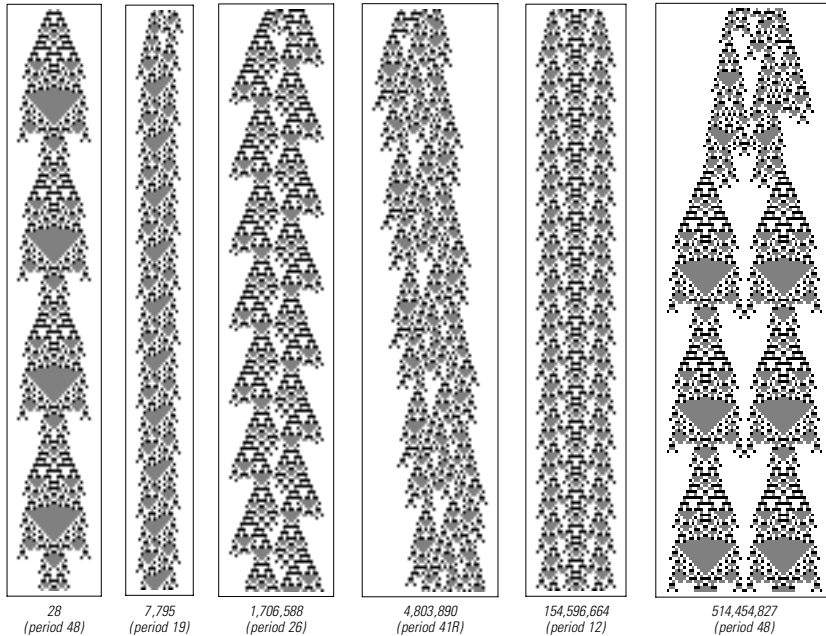 28
(period 48)
7,795
(period 19)
1,706,588
(period 26)
4,803,890
(period 41R)
154,596,664
(period 12)
514,454,827
(period 48)